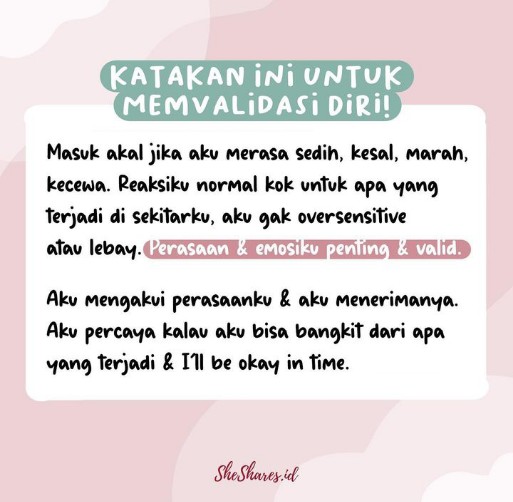 KATAKAN INI UNTUK
MEMVALIDASI DIRI!
Masuk akal jika aku merasa sedih, kesal, marah,
kecewa. Reaksiku normal kok untuk apa yang
terjadi di sekitarku, aku gak oversensitive
atau lebay. Perasaan & emosiku penting & valid.
Aku mengakui perasaanku & aku menerimanya.
Aku percaya kalau aku bisa bangkit dari apa
yang terjadi & I'll be okay in time.
SheShares.id